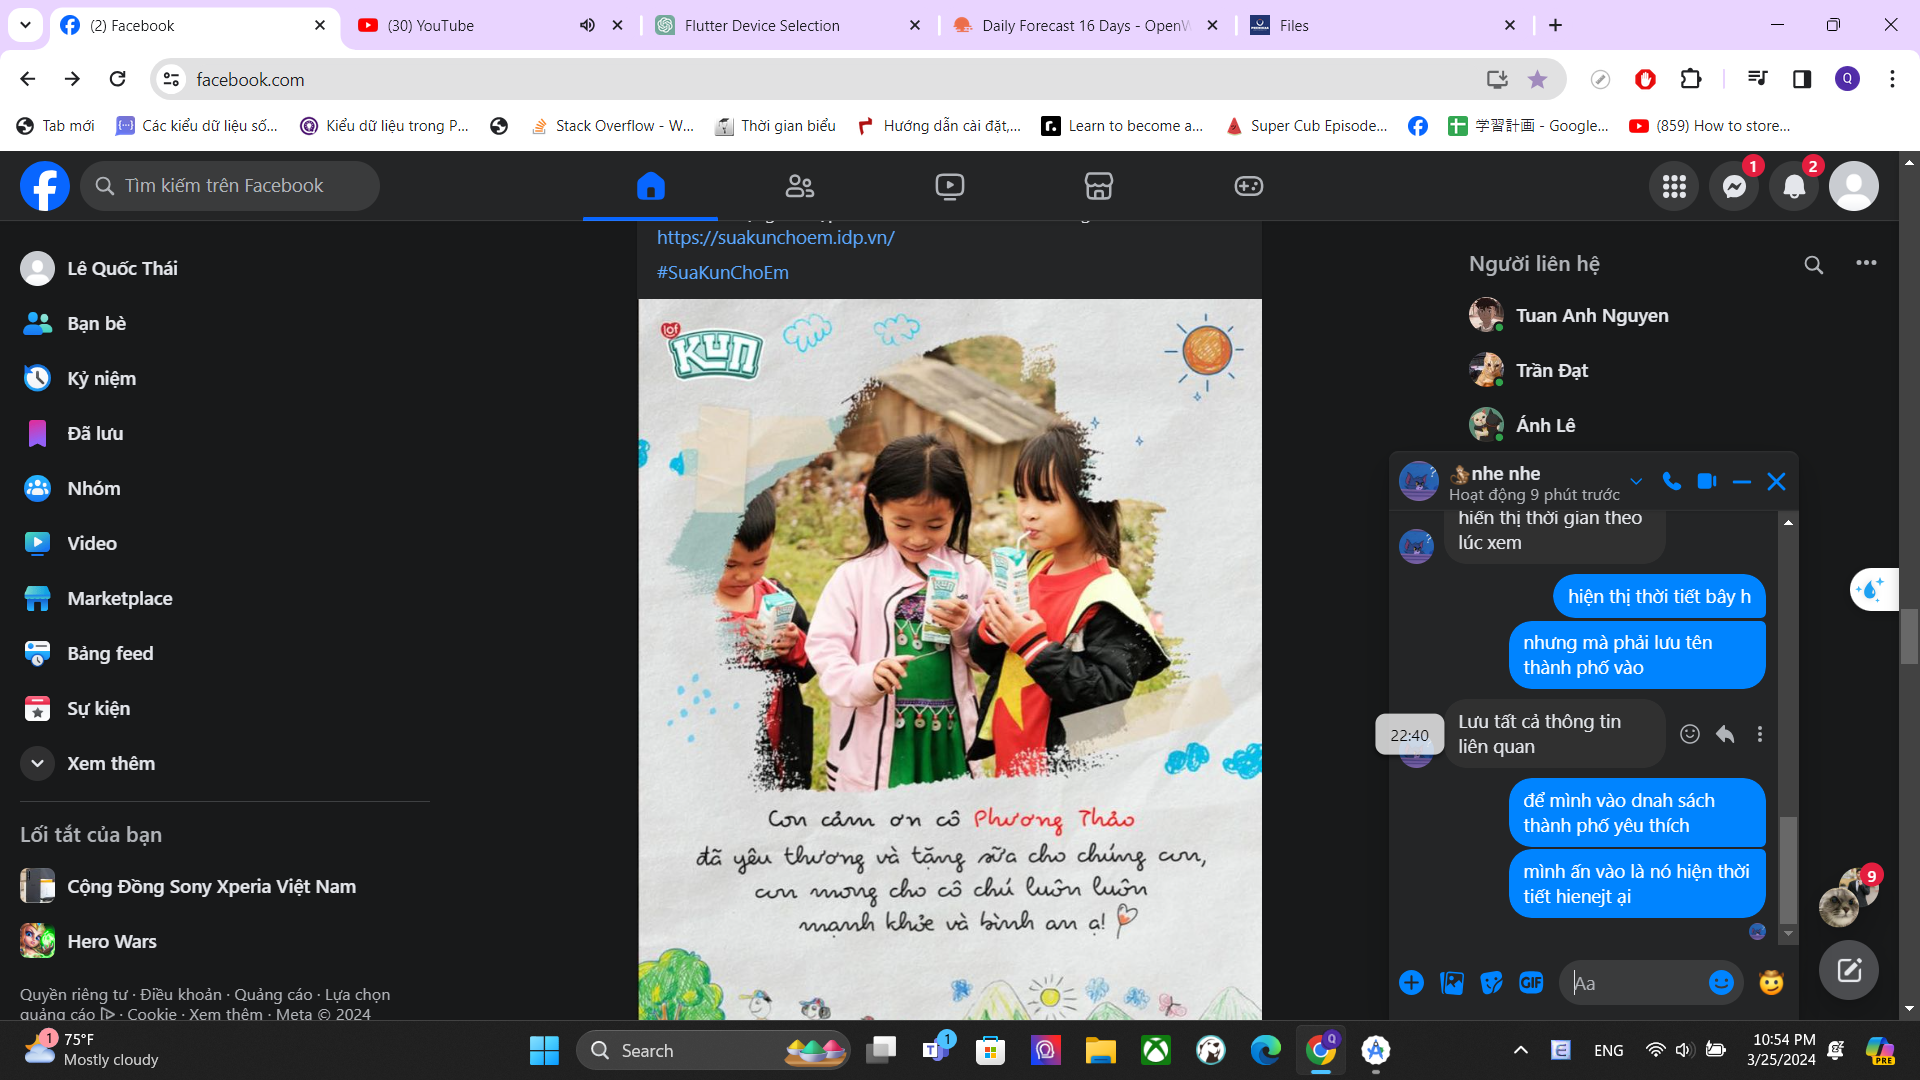 (2) Facebook
(30) YouTube
Flutter Device Selection
Daily Forecast 16 Days - OpenW
Files
facebook.com
Q
Tab mới
Các kiểu dữ liệu số...
Kiểu dữ liệu trong P...
Stack Overflow - W...
Thời gian biểu
Hướng dẫn cài đặt,...
Learn to become a...
Super Cub Episode...
学習計画 - Google...
(859) How to store...
Tìm kiếm trên Facebook
1
2
Lê Quốc Thái
Bạn bè
Kỷ niệm
Đã lưu
Nhóm
Video
Marketplace
Bảng feed
Sự kiện
Xem thêm
Lối tắt của bạn
Cộng Đồng Sony Xperia Việt Nam
Hero Wars
Quyền riêng tư · Điều khoản · Quảng cáo · Lựa chọn
quảng cáo · Cookie · Xem thêm · Meta © 2024
https://suakunchoem.idp.vn/
#SuaKunChoEm
lof
KUN
Con cảm ơn cô Phương Thảo
đã yêu thương và tặng sữa cho chúng con,
con mong cho cô chú luôn luôn
mạnh khỏe và bình an ạ!
Người liên hệ
Tuan Anh Nguyen
Trần Đạt
Ánh Lê
nhe nhe
Hoạt động 9 phút trước
hiển thị thời gian theo
lúc xem
hiện thị thời tiết bây h
nhưng mà phải lưu tên
thành phố vào
22:40
Lưu tất cả thông tin
liên quan
để mình vào dnah sách
thành phố yêu thích
mình ấn vào là nó hiện thời
tiết hienejt ại
GIF
Aa
9
1
75°F
Mostly cloudy
Search
1
Q
ENG
10:54 PM
3/25/2024
PRE